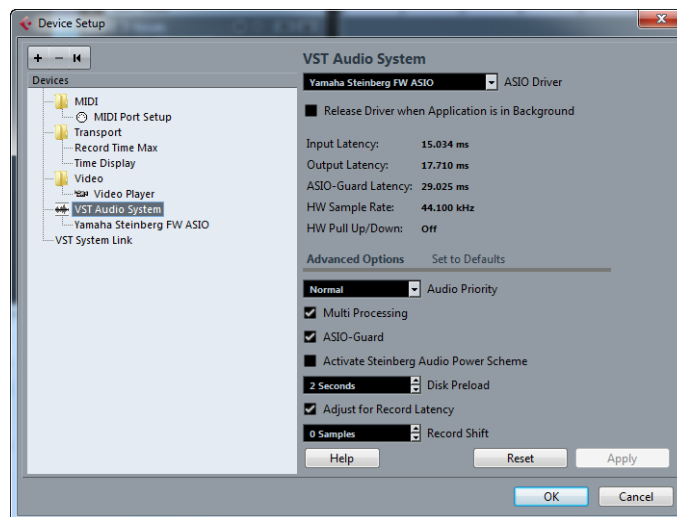 Device Setup
+ −
Devices
MIDI
MIDI Port Setup
Transport
Record Time Max
Time Display
Video
Video Player
VST Audio System
Yamaha Steinberg FW ASIO
VST System Link
VST Audio System
Yamaha Steinberg FW ASIO ASIO Driver
Release Driver when Application is in Background
Input Latency: 15.034 ms
Output Latency: 17.710 ms
ASIO-Guard Latency: 29.025 ms
HW Sample Rate: 44.100 kHz
HW Pull Up/Down: Off
Advanced Options Set to Defaults
Normal Audio Priority
Multi Processing
ASIO-Guard
Activate Steinberg Audio Power Scheme
2 Seconds Disk Preload
Adjust for Record Latency
0 Samples Record Shift
Help Reset Apply
OK Cancel